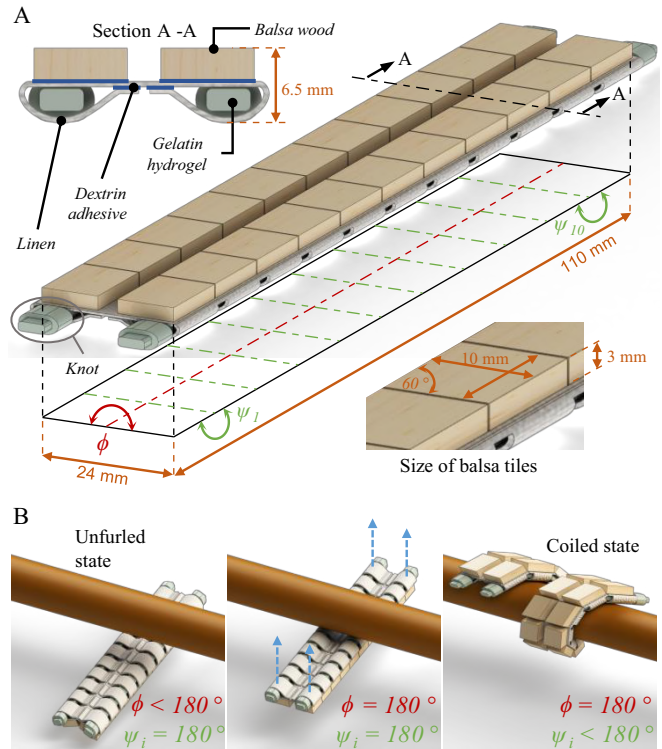 A
Section A -A
Balsa wood
6.5 mm
Gelatin
hydrogel
Dextrin
adhesive
Linen
A
A
ψ10
110 mm
Knot
ϕ
ψ1
24 mm
10 mm
60 °
3 mm
Size of balsa tiles
B
Unfurled
state
ϕ < 180 °
ψi = 180 °
ϕ = 180 °
ψi = 180 °
Coiled state
ϕ = 180 °
ψi < 180 °